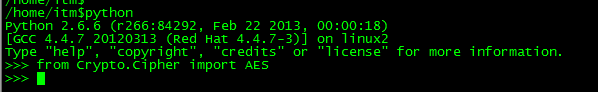 /home/itm$
/home/itm$python
Python 2.6.6 (r266:84292, Feb 22 2013, 00:00:18)
[GCC 4.4.7 20120313 (Red Hat 4.4.7-3)] on linux2
Type "help", "copyright", "credits" or "license" for more information.
>>> from Crypto.Cipher import AES
>>>